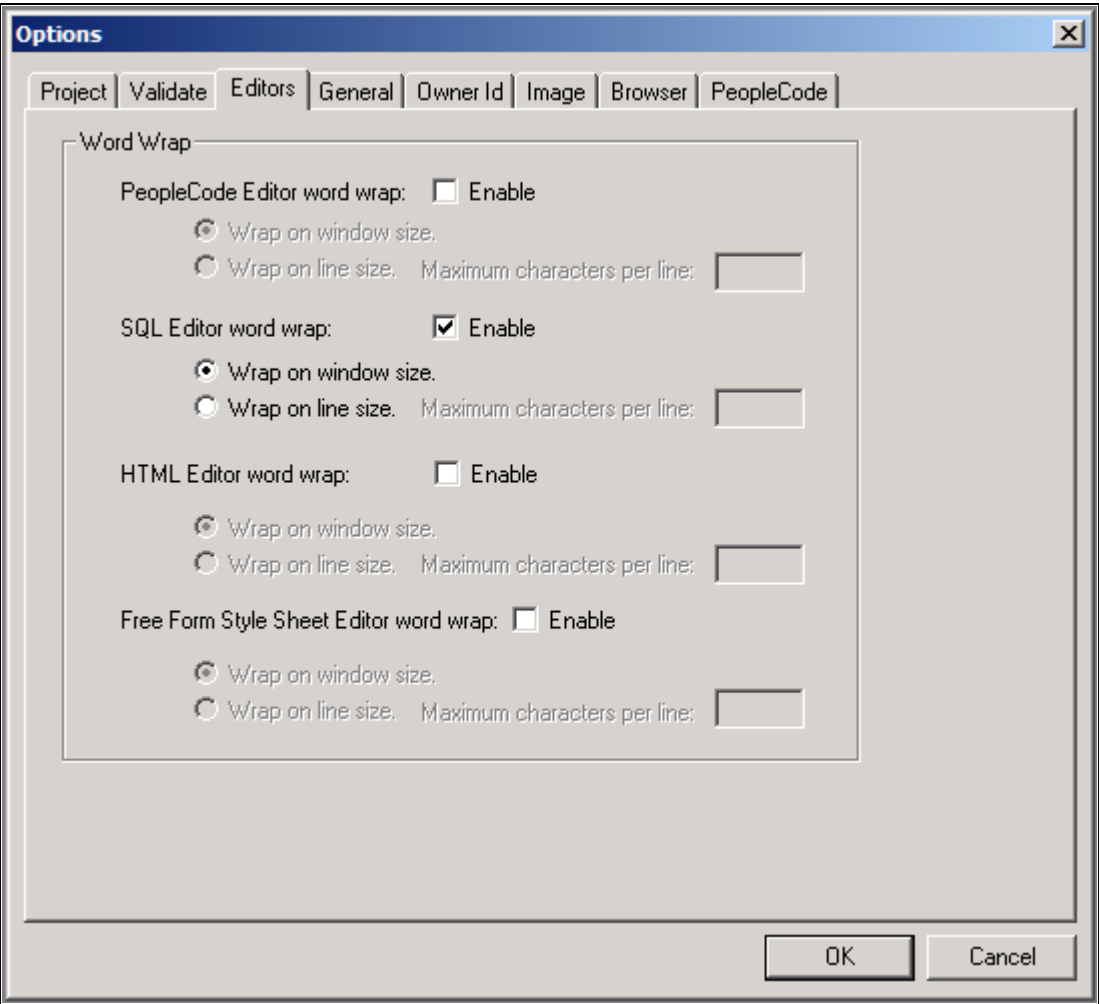 Options
Project Validate Editors General Owner Id Image Browser PeopleCode
Word Wrap
PeopleCode Editor word wrap: Enable
Wrap on window size.
Wrap on line size. Maximum characters per line:
SQL Editor word wrap: Enable
Wrap on window size.
Wrap on line size. Maximum characters per line:
HTML Editor word wrap: Enable
Wrap on window size.
Wrap on line size. Maximum characters per line:
Free Form Style Sheet Editor word wrap: Enable
Wrap on window size.
Wrap on line size. Maximum characters per line:
OK Cancel